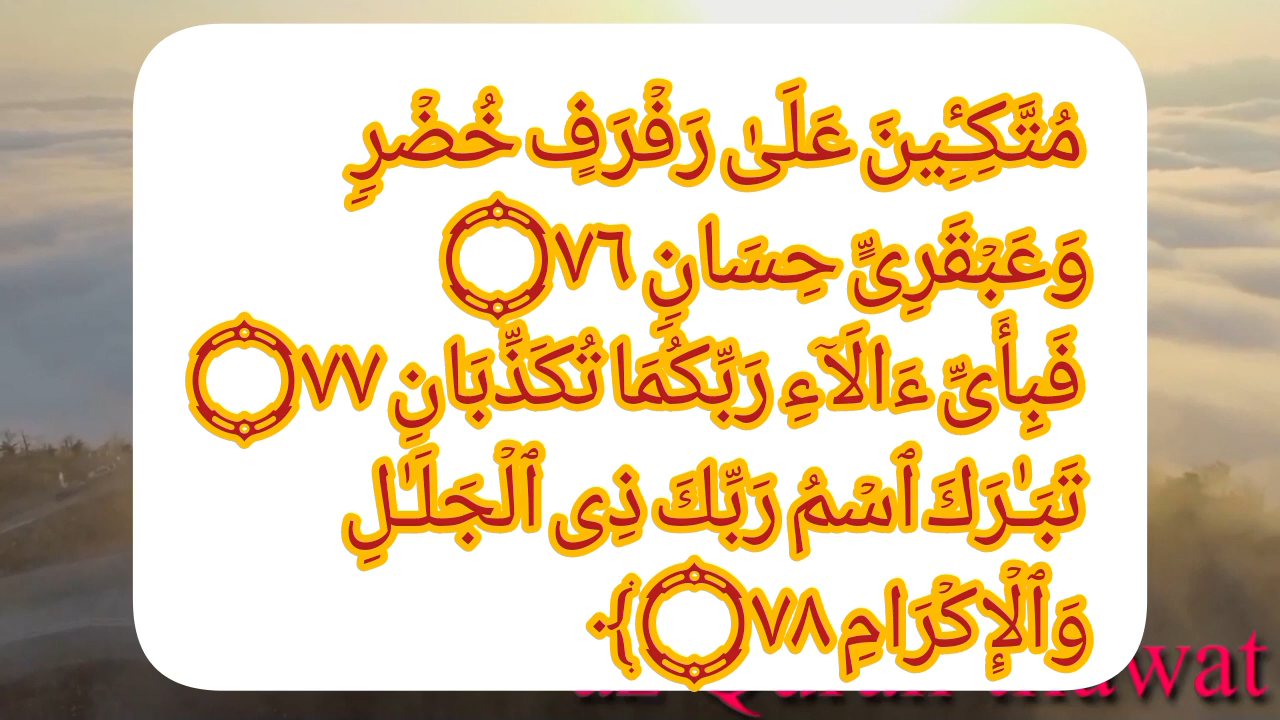 مُتَّكِـِٔينَ عَلَىٰ رَفْرَفٍ خُضْرٍ
وَعَبْقَرِىٍّ حِسَانٍ ٧٦۝
فَبِأَىِّ ءَالَآءِ رَبِّكُمَا تُكَذِّبَانِ ٧٧۝
تَبَـٰرَكَ ٱسْمُ رَبِّكَ ذِى ٱلْجَلَـٰلِ
وَٱلْإِكْرَامِ ٧٨۝﴾